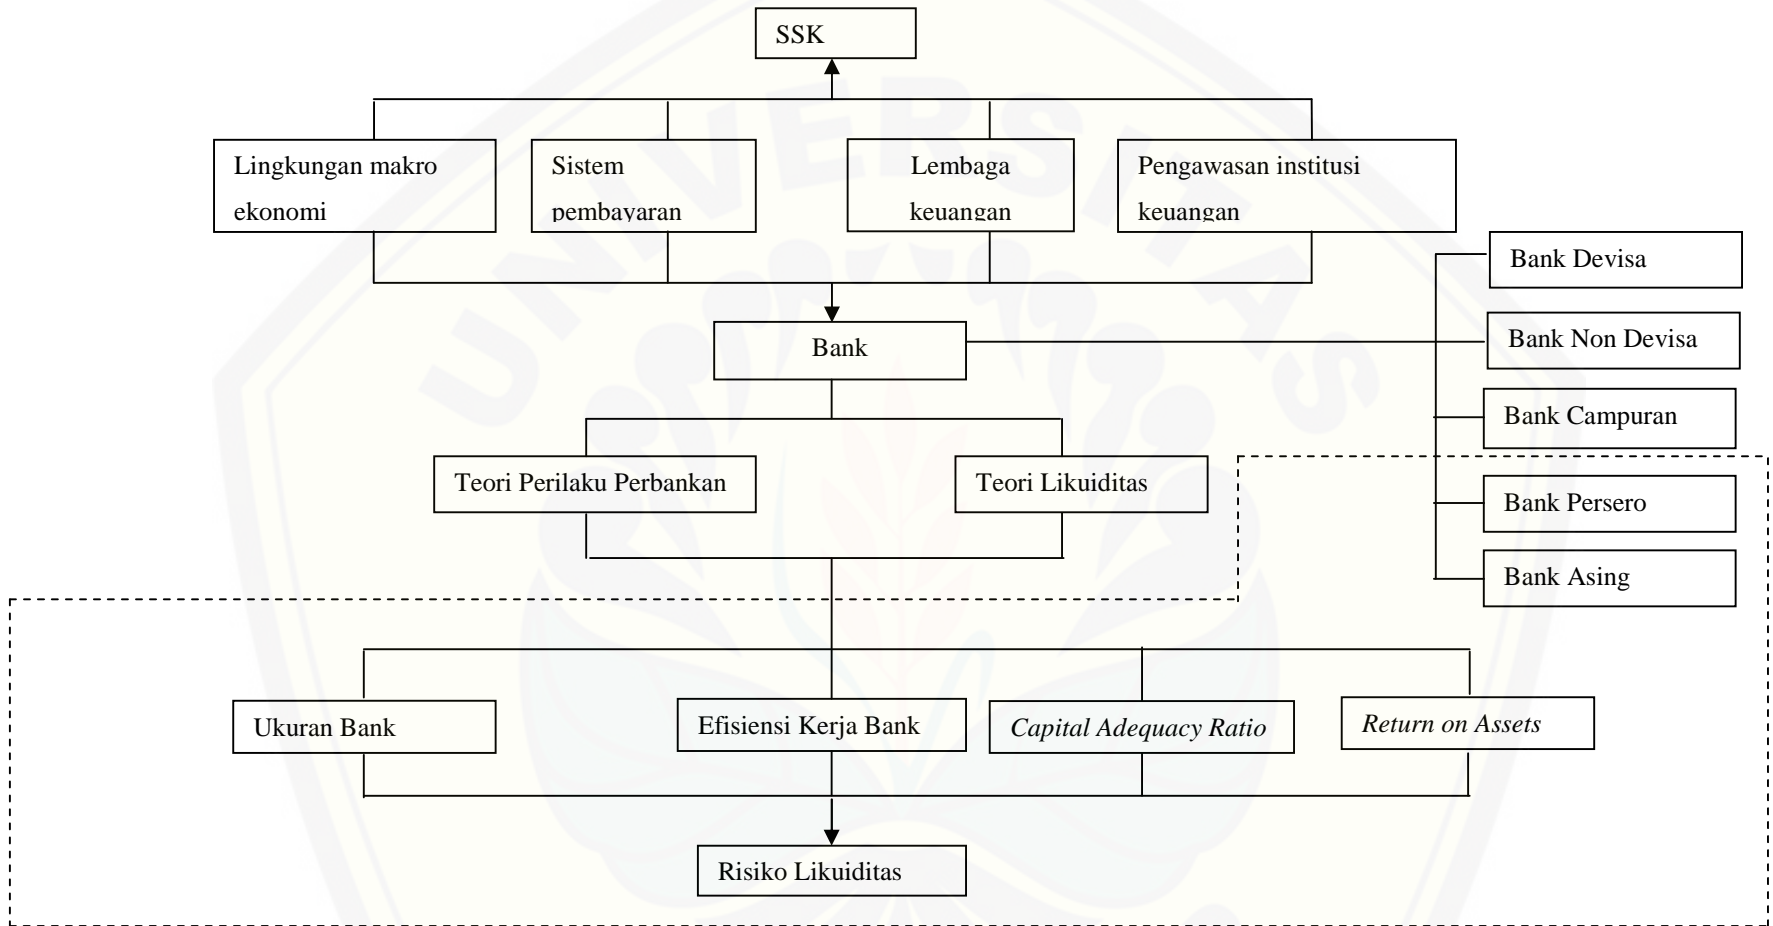 SSK
Lingkungan makro
ekonomi
Sistem
pembayaran
Lembaga
keuangan
Pengawasan institusi
keuangan
Bank Devisa
Bank
Bank Non Devisa
Bank Campuran
Teori Perilaku Perbankan
Teori Likuiditas
Bank Persero
Bank Asing
Ukuran Bank
Efisiensi Kerja Bank
Capital Adequacy Ratio
Return on Assets
Risiko Likuiditas
UNIVERSITAS